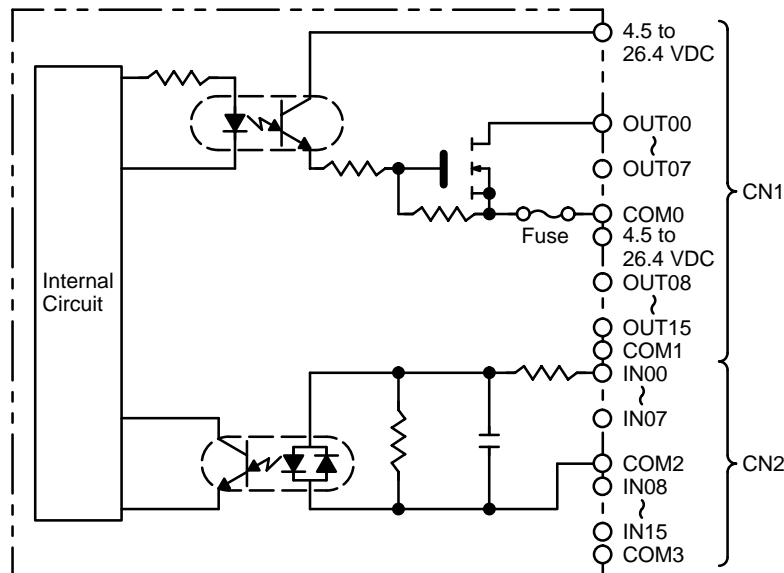 4.5 to
26.4 VDC
OUT00
~
OUT07
COM0
Fuse
4.5 to
26.4 VDC
CN1
Internal
Circuit
OUT08
~
OUT15
COM1
IN00
~
IN07
COM2
CN2
IN08
~
IN15
COM3